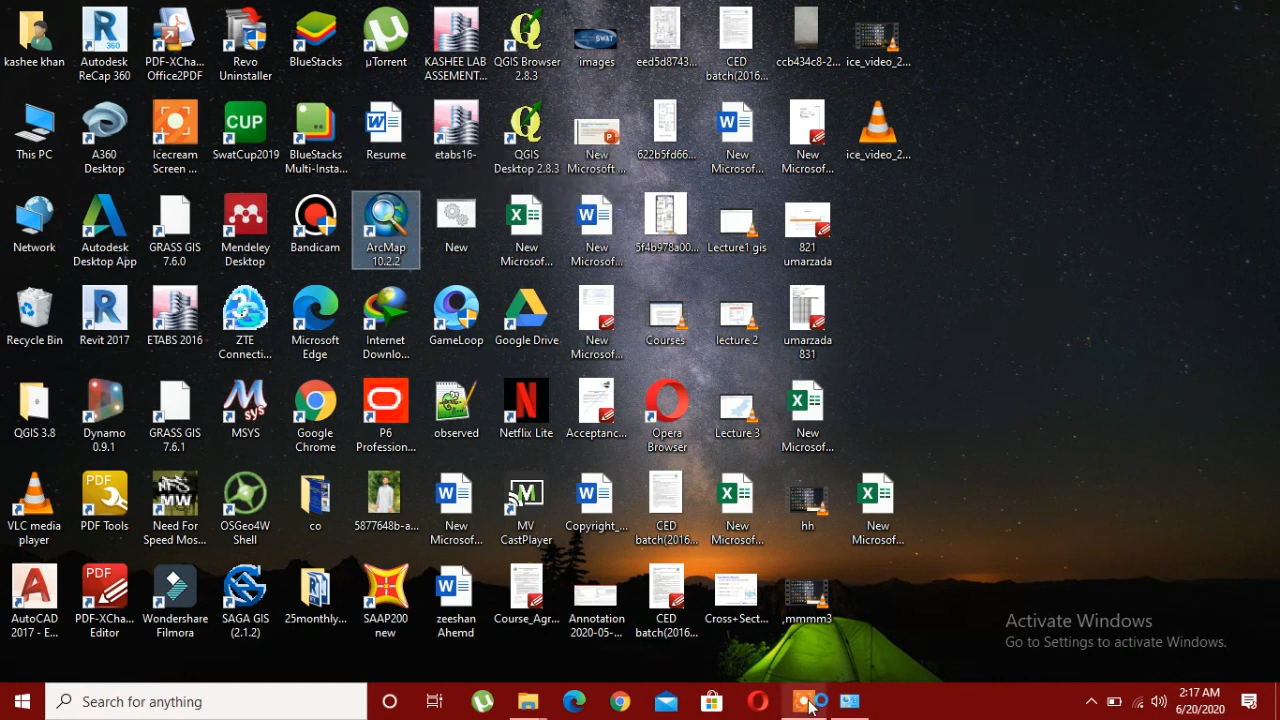 kashee khan
Autodesk
ReCap 360
PDF-XCha...
Office2PDF
Revo
Uninstaller
BlueStacks
µTorrent
KASHEE LAB
ASSEMENT...
QGIS Browser
2.8.3
images
eed5d8743...
CED
batch(2016...
ccb434c8-2...
ice_video_2...
This PC
A360
Desktop
Icecream
Screen ...
SwatCup2019
BlueStacks
Multi-Insta...
Resume
etabs16-
QGIS
Desktop 2.8.3
New
Microsoft ...
622b5fd66...
New
Microsof...
New
Microsof...
ice_video_2...
Network
Autodesk
Desktop App
GRASS GIS
7.6.0
Mendeley
Desktop
Bandicam
ArcMap
10.2.2
New
New
Microsof...
New
Microsof...
5f4b978a00...
Lecture1 gis
821
umarzada
Recycle Bin
Revit 2017
ETABS 2016
ZTE
Connecti...
Microsoft
Edge
Internet
Downlo...
GameLoop
Google Drive
New
Microsof...
Courses
lecture 2
umarzada
831
QGIS 3.8
Dynamo
0.9.1
GRASS GIS
7.6.1
MSYS
Google
Chrome
P6
Profession...
observed
Netflix Lite
Acceptanc...
Opera
Browser
Lecture 3
New
Microsof...
VLC media
player
PDF Tools
Need For
Speed Mos...
OSGeo4W
Shell
co
5877648b-a...
New
Microsof...
MV
CastPlayer
Copyright_...
CED
batch(2016...
New
Microsof...
hh
New
Microsof...
AutoCAD
2017 - E...
PDF-XCha...
Editor
Wondershare
Filmora
SAGA GIS
(2.1.2)
25monthly...
SAAP200
new
zeeshan
Ahemd
Course_Agr...
Annotation
2020-05-...
CED
batch(2016...
Cross+Sect...
,mmmm3
Activate Windows
Go to Settings to activate Windows.
Search for anything
2:17 AM
6/20/2020